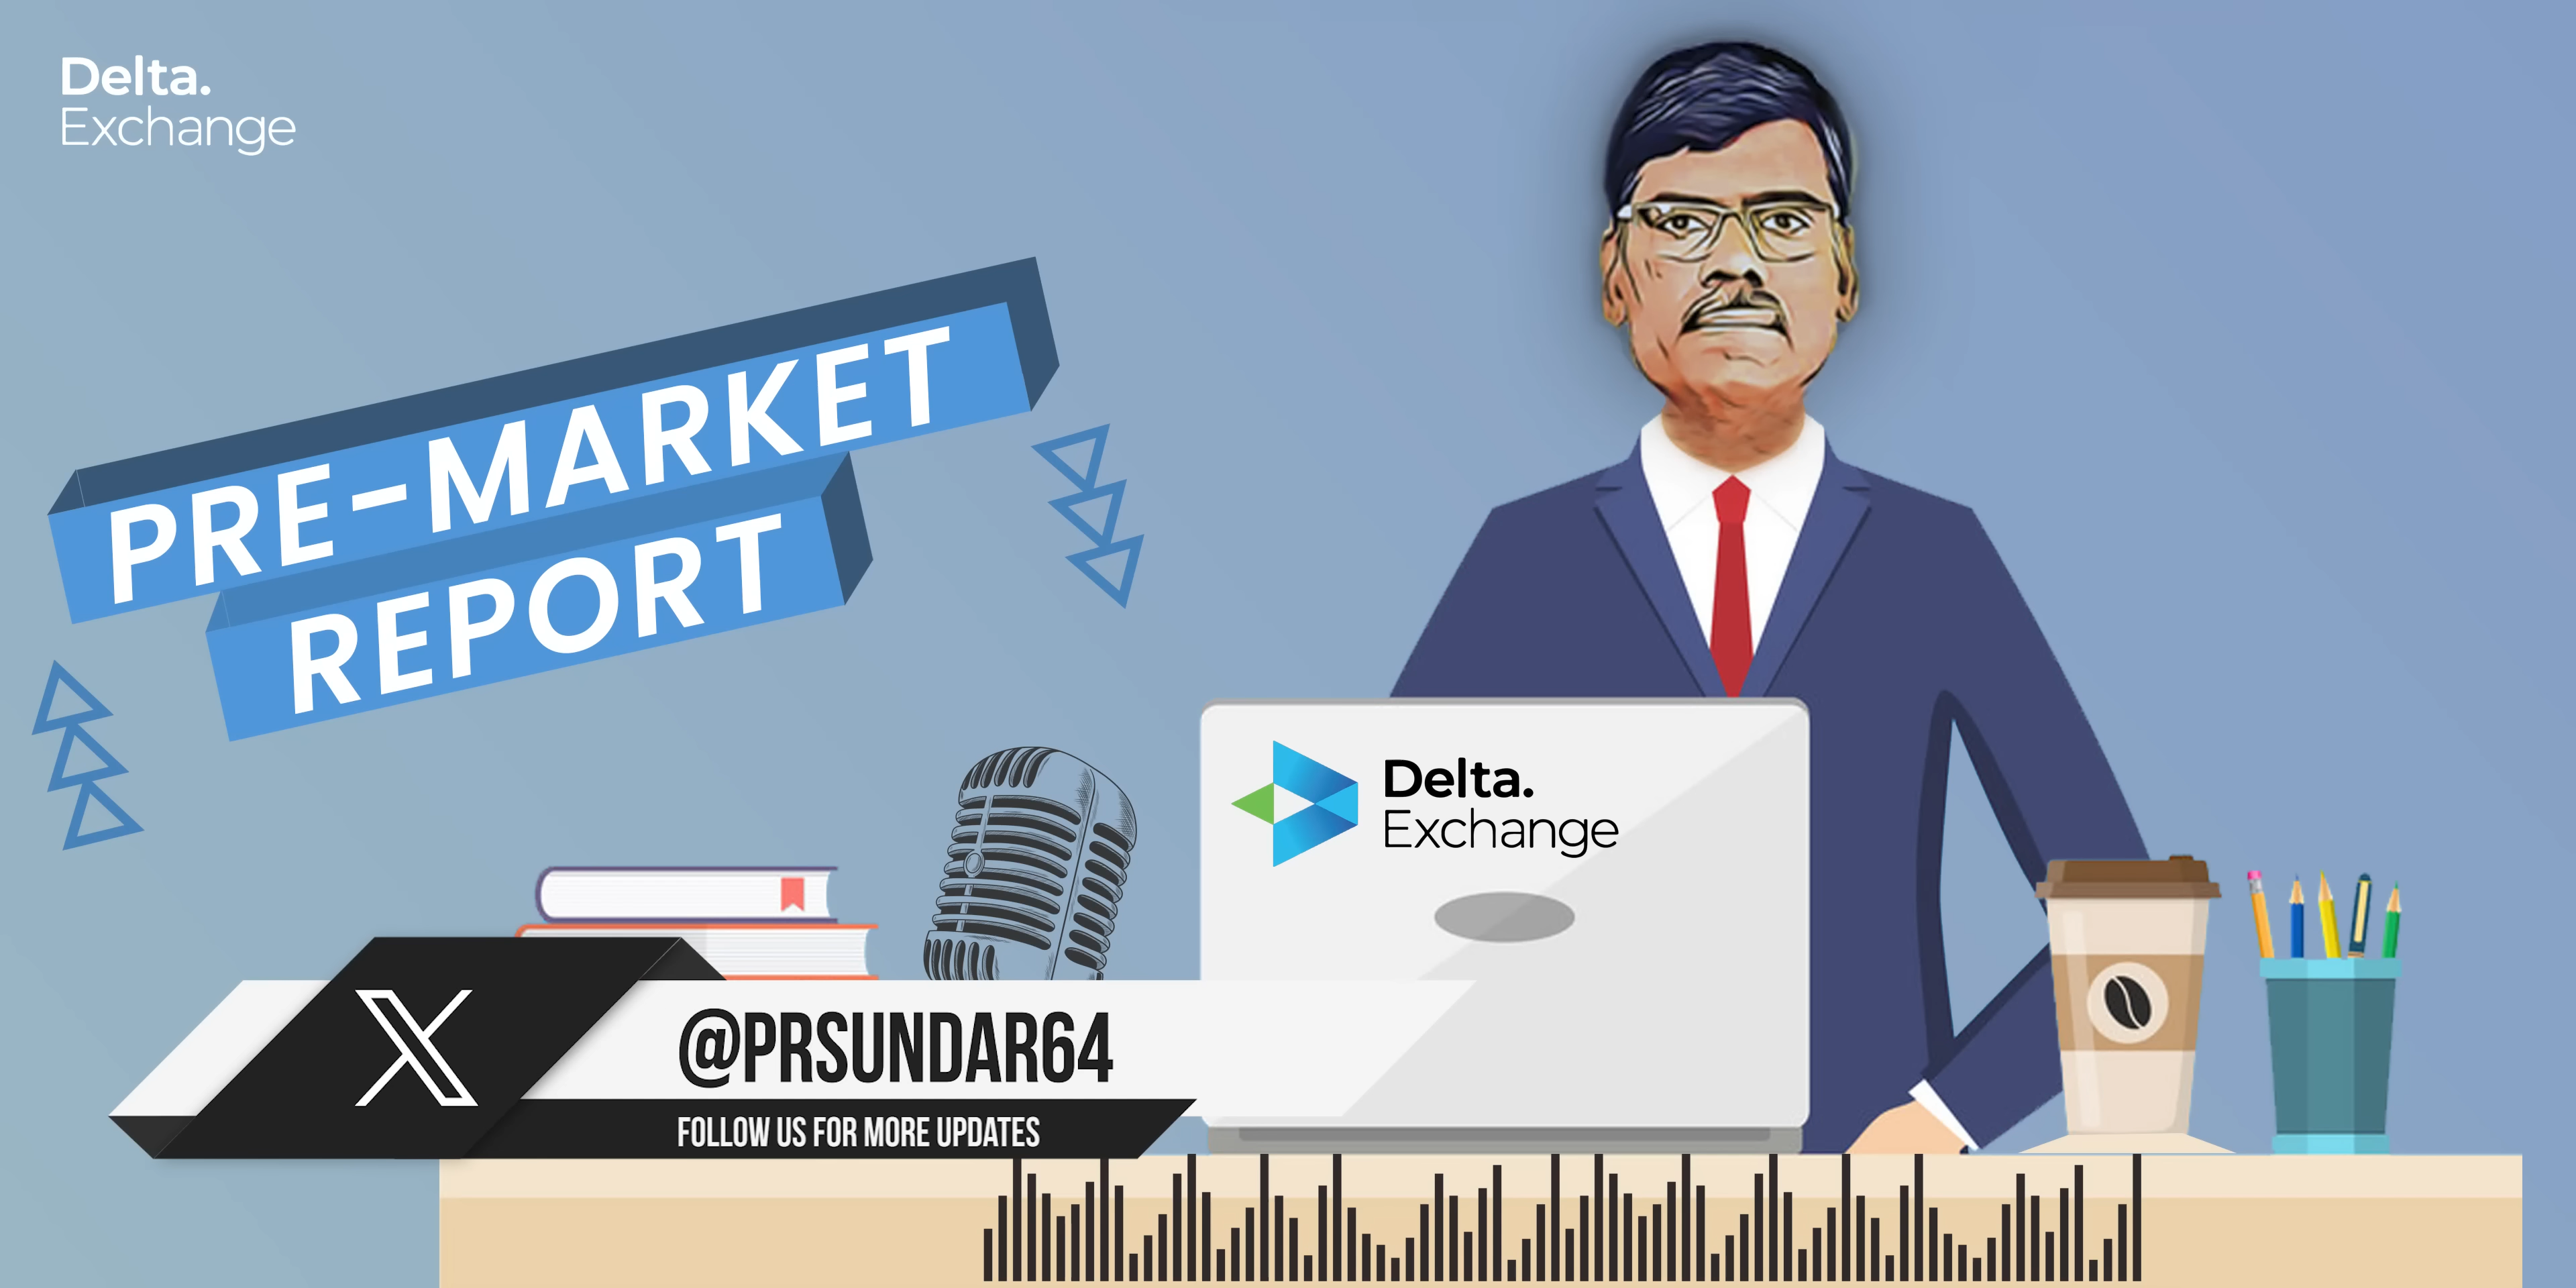 Delta.
Exchange
PRE-MARKET
REPORT
Delta.
Exchange
@PRSUNDAR64
FOLLOW US FOR MORE UPDATES